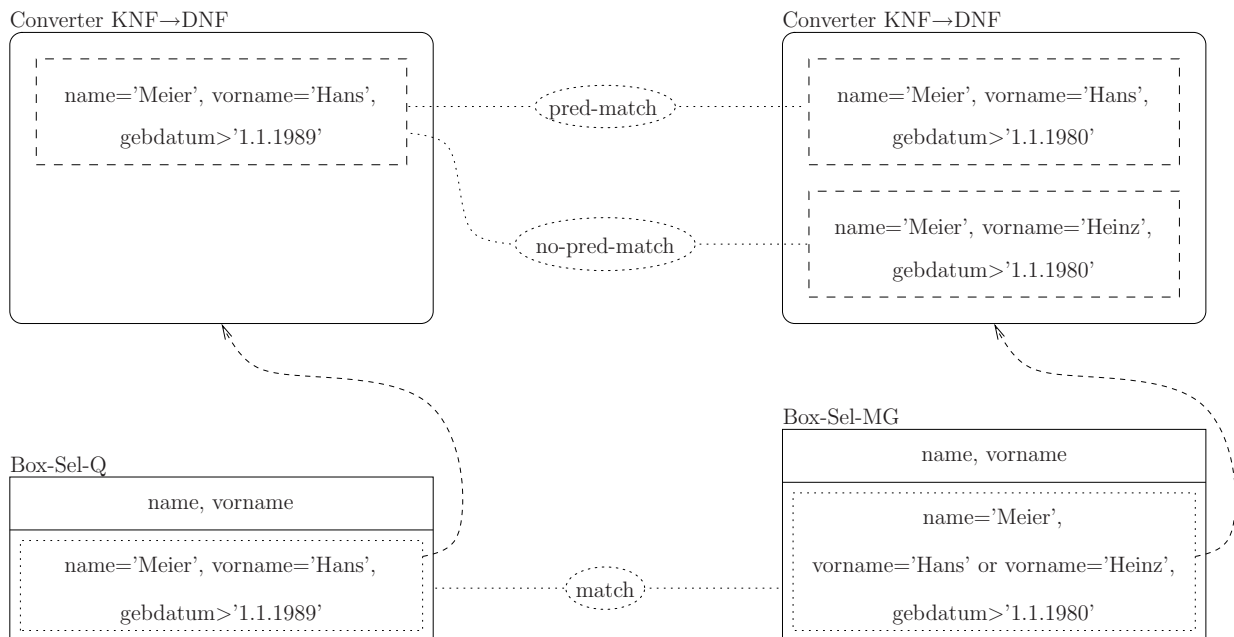 Converter KNF→DNF
name='Meier', vorname='Hans',
gebdatum>'1.1.1989'
pred-match
no-pred-match
Converter KNF→DNF
name='Meier', vorname='Hans',
gebdatum>'1.1.1980'
name='Meier', vorname='Heinz',
gebdatum>'1.1.1980'
Box-Sel-Q
name, vorname
name='Meier', vorname='Hans',
gebdatum>'1.1.1989'
match
Box-Sel-MG
name, vorname
name='Meier',
vorname='Hans' or vorname='Heinz',
gebdatum>'1.1.1980'